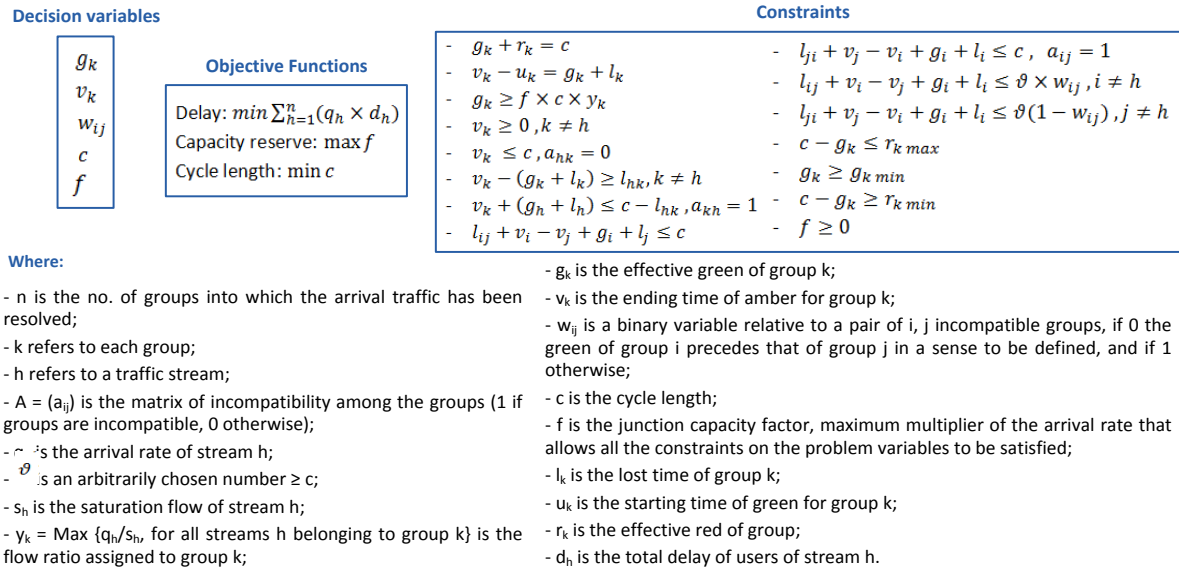 Decision variables
g_k
v_k
w_ij
c
f
Objective Functions
Delay: min ∑_{h=1}^{n}(q_h × d_h)
Capacity reserve: max f
Cycle length: min c
Constraints
- g_k + r_k = c
- v_k − u_k = g_k + l_k
- g_k ≥ f × c × y_k
- v_k ≥ 0 , k ≠ h
- v_k ≤ c , a_hk = 0
- v_k − (g_k + l_k) ≥ l_hk, k ≠ h
- v_k + (g_h + l_h) ≤ c − l_hk , a_kh = 1
- l_ij + v_i − v_j + g_i + l_j ≤ c
- l_ji + v_j − v_i + g_i + l_i ≤ c , a_ij = 1
- l_ij + v_i − v_j + g_i + l_i ≤ ϑ × w_ij , i ≠ h
- l_ji + v_j − v_i + g_i + l_i ≤ ϑ(1 − w_ij) , j ≠ h
- c − g_k ≤ r_k max
- g_k ≥ g_k min
- c − g_k ≥ r_k min
- f ≥ 0
Where:
- n is the no. of groups into which the arrival traffic has been
resolved;
- k refers to each group;
- h refers to a traffic stream;
- A = (a_ij) is the matrix of incompatibility among the groups (1 if
groups are incompatible, 0 otherwise);
- is the arrival rate of stream h;
- ϑ is an arbitrarily chosen number ≥ c;
- s_h is the saturation flow of stream h;
- y_k = Max {q_h/s_h, for all streams h belonging to group k} is the
flow ratio assigned to group k;
- g_k is the effective green of group k;
- v_k is the ending time of amber for group k;
- w_ij is a binary variable relative to a pair of i, j incompatible groups, if 0 the
green of group i precedes that of group j in a sense to be defined, and if 1
otherwise;
- c is the cycle length;
- f is the junction capacity factor, maximum multiplier of the arrival rate that
allows all the constraints on the problem variables to be satisfied;
- l_k is the lost time of group k;
- u_k is the starting time of green for group k;
- r_k is the effective red of group;
- d_h is the total delay of users of stream h.